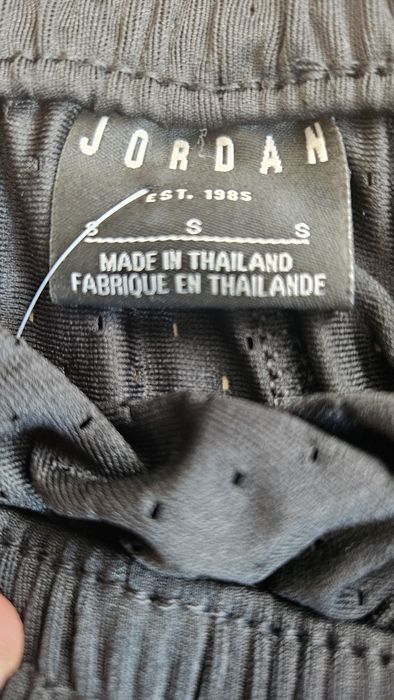 JORDAN
EST. 1985
S S S
MADE IN THAILAND
FABRIQUE EN THAILANDE